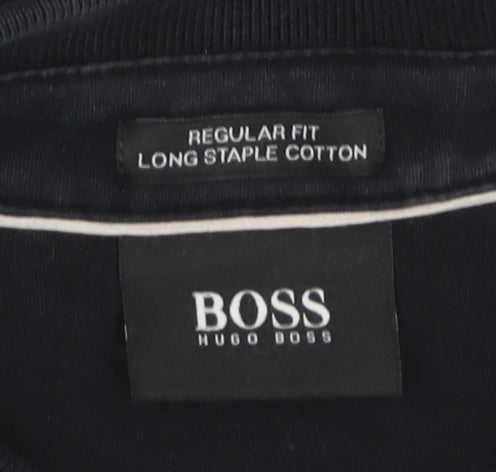 REGULAR FIT
LONG STAPLE COTTON
BOSS
HUGO BOSS